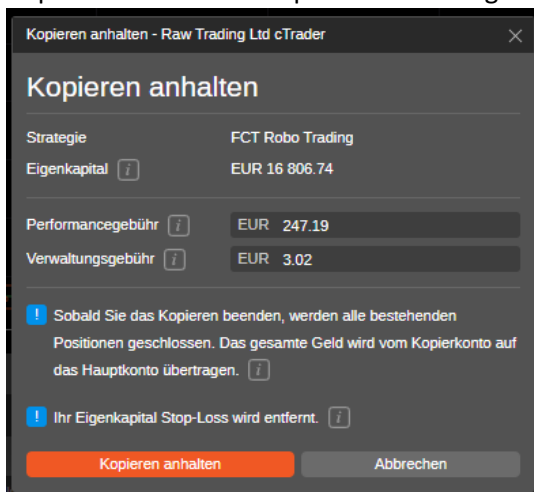 Kopieren anhalten - Raw Trading Ltd cTrader
Kopieren anhalten
Strategie FCT Robo Trading
Eigenkapital i EUR 16 806.74
Performancegebühr i EUR 247.19
Verwaltungsgebühr i EUR 3.02
! Sobald Sie das Kopieren beenden, werden alle bestehenden
Positionen geschlossen. Das gesamte Geld wird vom Kopierkonto auf
das Hauptkonto übertragen. i
! Ihr Eigenkapital Stop-Loss wird entfernt. i
Kopieren anhalten Abbrechen